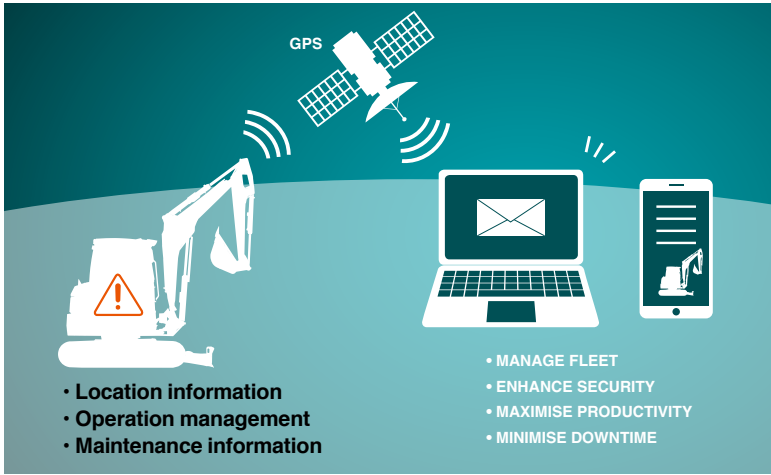 GPS
· Location information
· Operation management
· Maintenance information
• MANAGE FLEET
• ENHANCE SECURITY
• MAXIMISE PRODUCTIVITY
• MINIMISE DOWNTIME